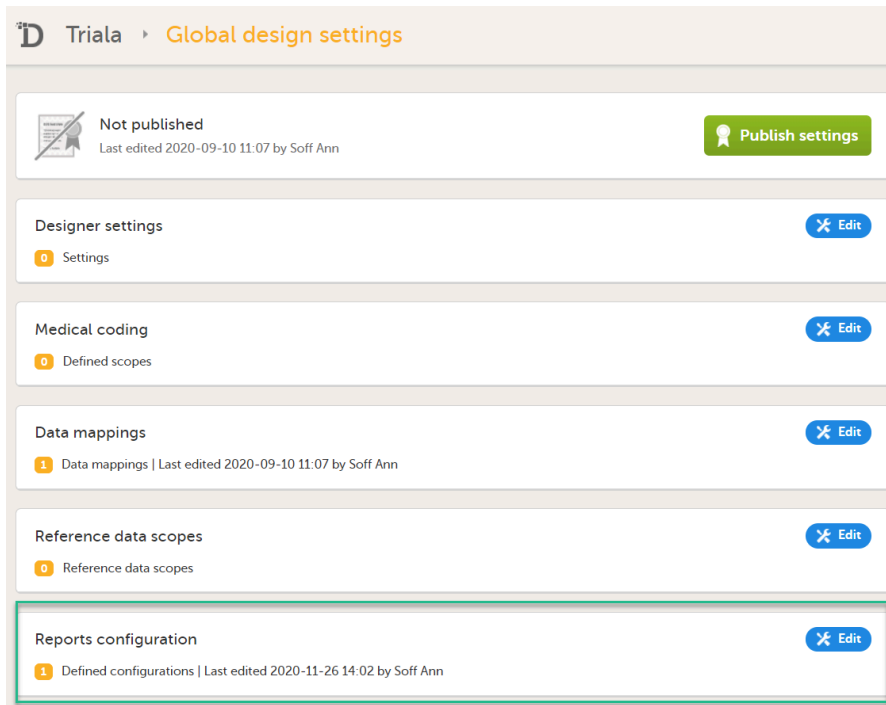 D Triala Global design settings
Not published
Last edited 2020-09-10 11:07 by Soff Ann
Publish settings
Designer settings
Edit
0 Settings
Medical coding
Edit
0 Defined scopes
Data mappings
Edit
1 Data mappings | Last edited 2020-09-10 11:07 by Soff Ann
Reference data scopes
Edit
0 Reference data scopes
Reports configuration
Edit
1 Defined configurations | Last edited 2020-11-26 14:02 by Soff Ann